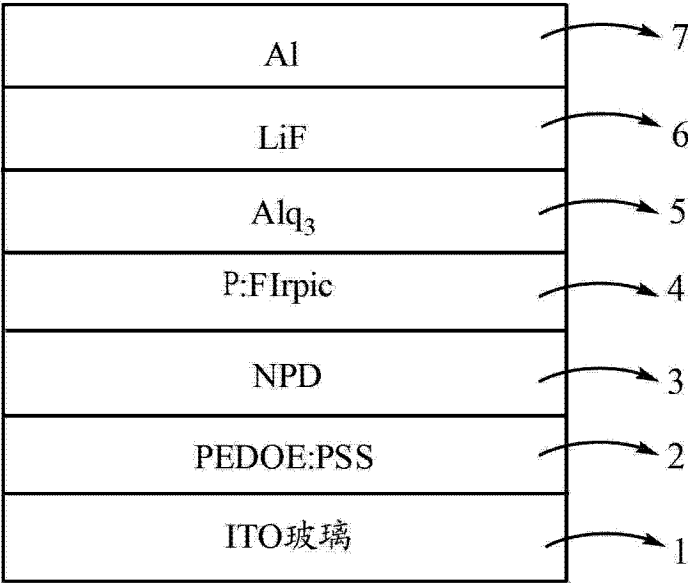 Al 7
LiF 6
Alq₃ 5
P:FIrpic 4
NPD 3
PEDOE:PSS 2
ITO玻璃 1